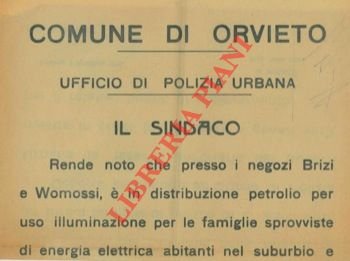 COMUNE DI ORVIETO
UFFICIO DI POLIZIA URBANA
IL SINDACO
Rende noto che presso i negozi Brizi
e Womossi, è in distribuzione petrolio per
uso illuminazione per le famiglie sprovviste
di energia elettrica abitanti nel suburbio e
LIBRERIA PIANI